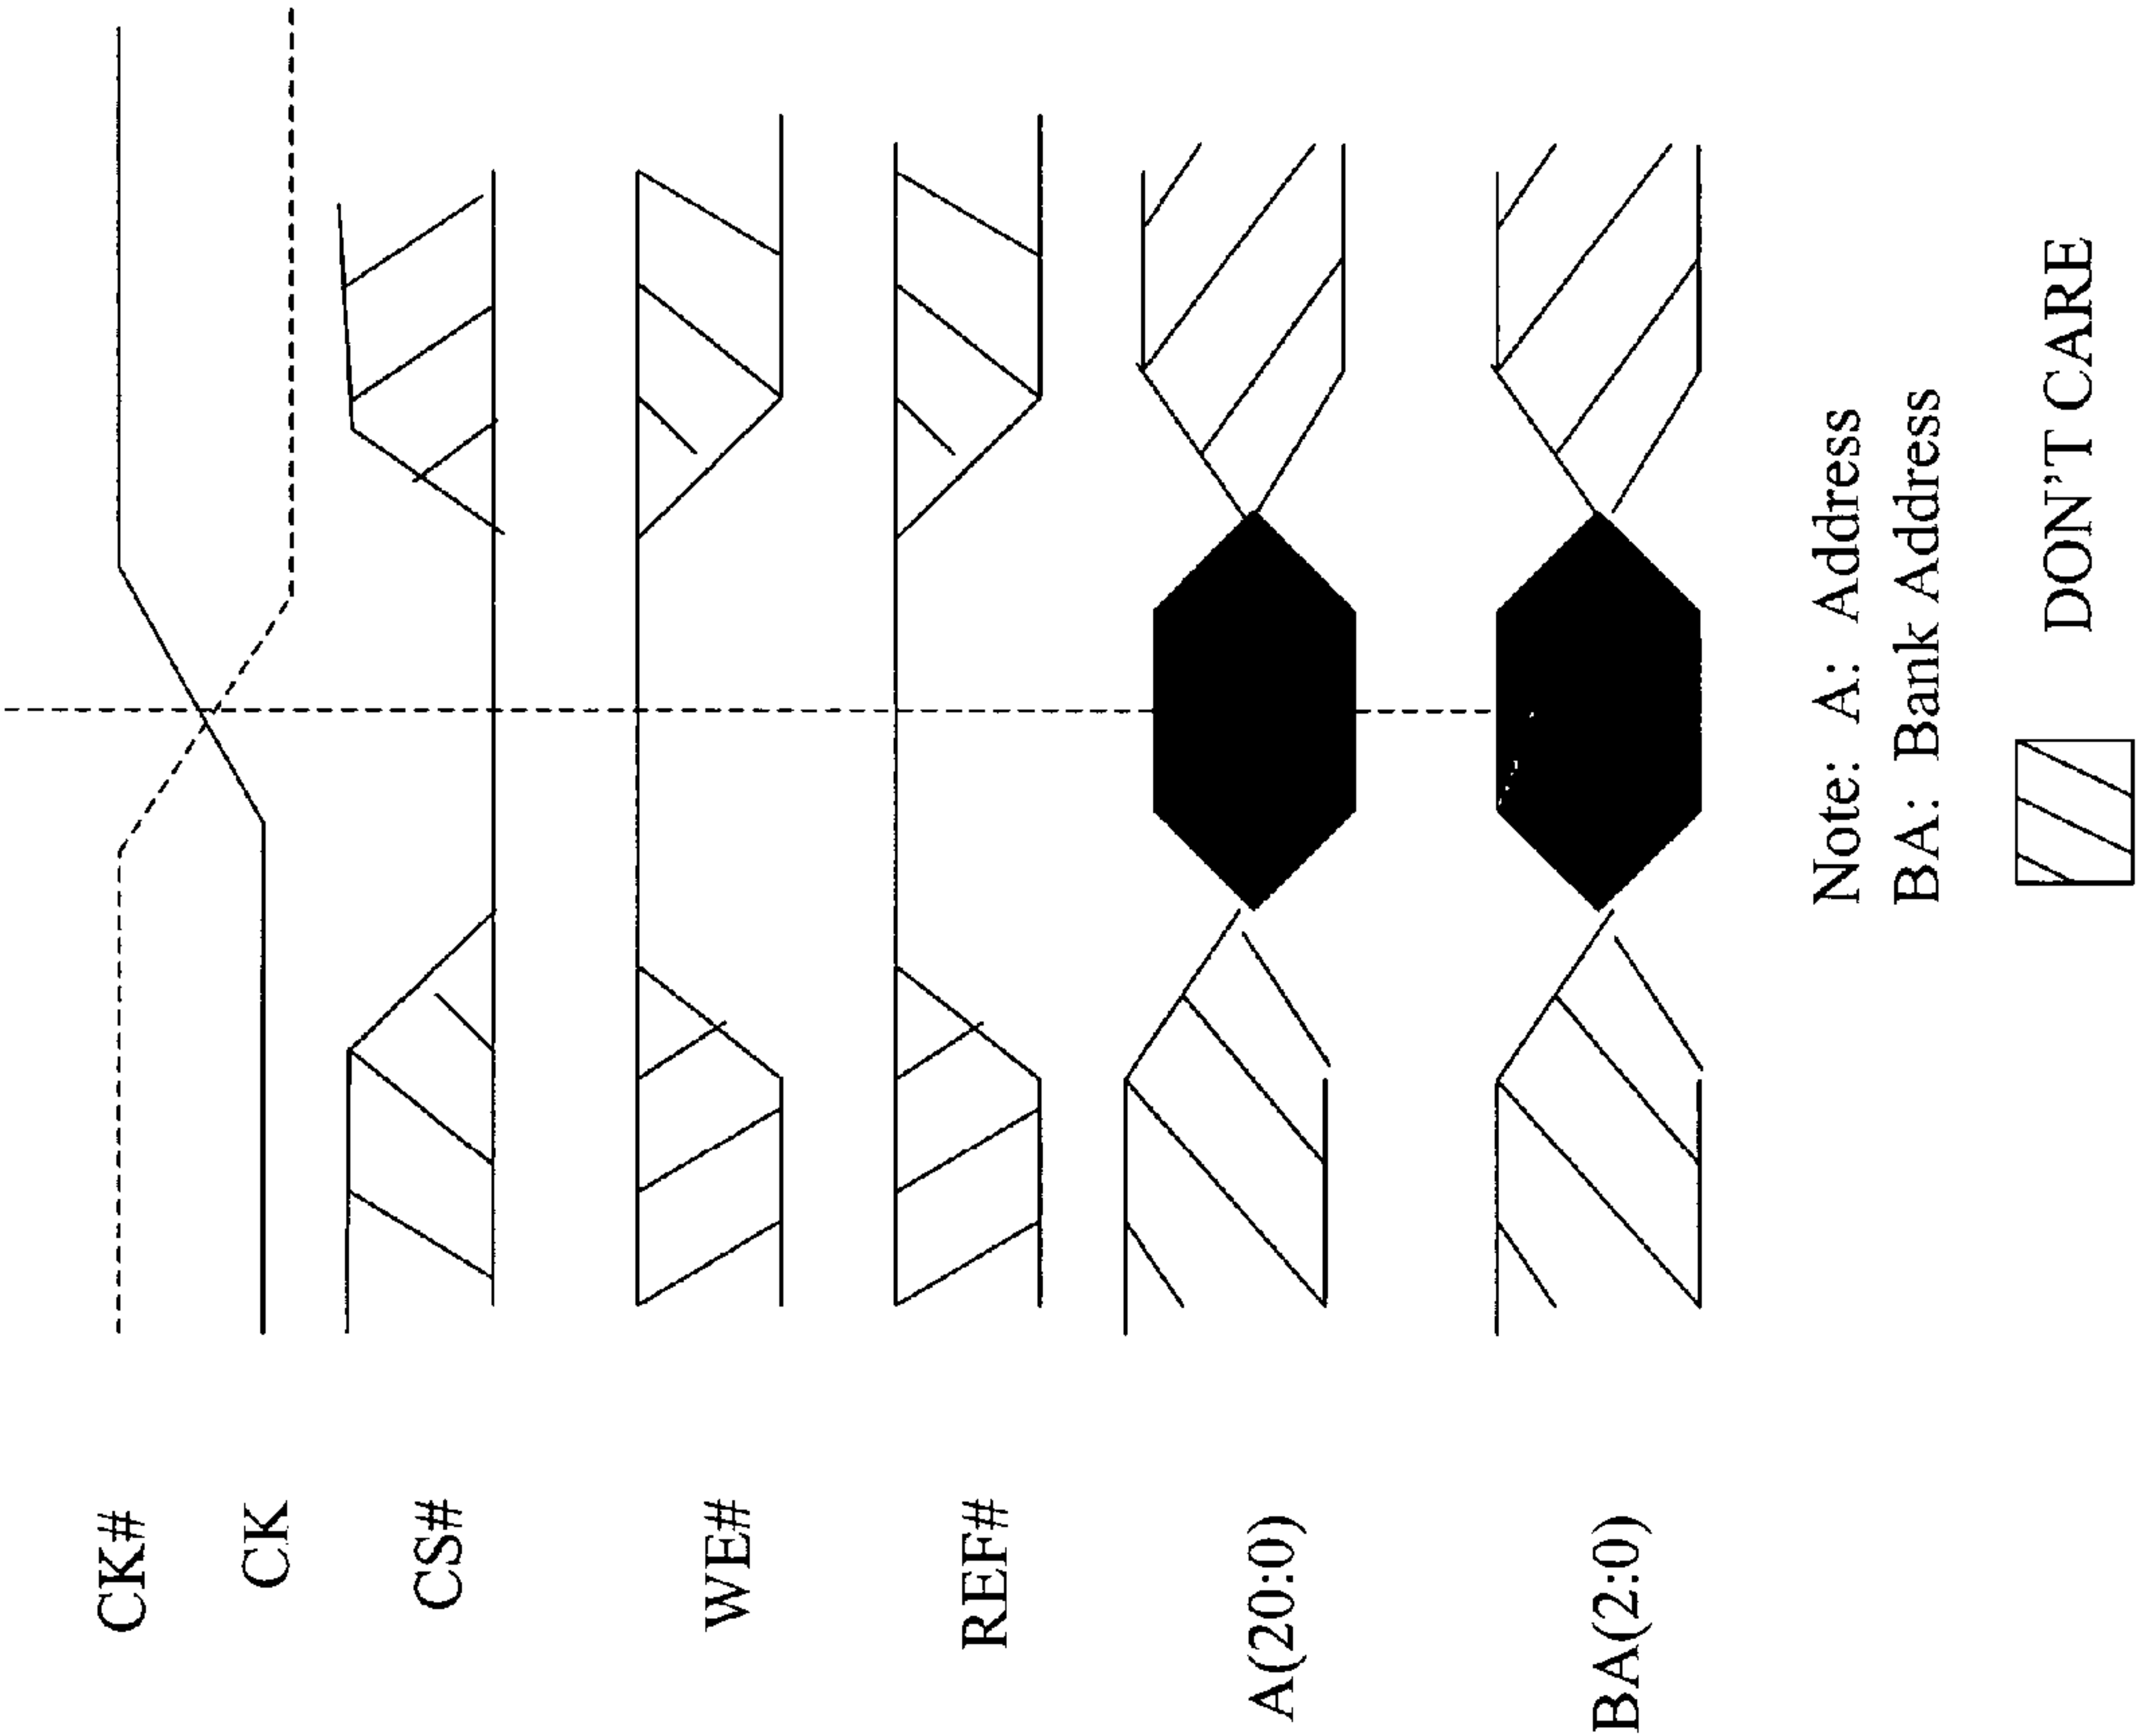 CK#
CK
CS#
WE#
REF#
A(20:0)
BA(2:0)
Note: A: Address
BA: Bank Address
DON'T CARE